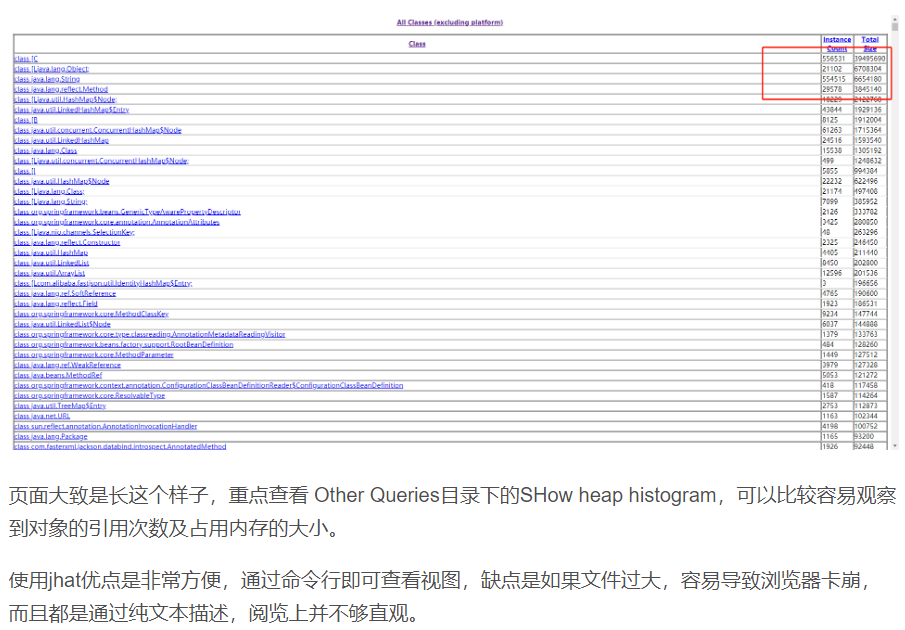 All Classes (excluding platform)
Class Instance Count Total Size
class [C 556531 39495690
class [Ljava.lang.Object; 21102 6708304
class java.lang.String 554515 6654180
class java.lang.reflect.Method 29578 3845140
class [Ljava.util.HashMap$Node;
class java.util.LinkedHashMap$Entry 43844 1929136
class [B 8125 1912004
class java.util.concurrent.ConcurrentHashMap$Node 61263 1715364
class java.util.LinkedHashMap 24516 1593540
class java.lang.Class 15538 1305192
class [Ljava.util.concurrent.ConcurrentHashMap$Node; 499 1248632
class [I 5855 994384
class java.util.HashMap$Node 22232 622496
class [Ljava.lang.Class; 21174 497408
class [Ljava.lang.String; 7899 385952
class org.springframework.beans.GenericTypeAwarePropertyDescriptor 2126 333782
class org.springframework.core.annotation.AnnotationAttributes 3425 280850
class [Ljava.nio.channels.SelectionKey; 48 263296
class java.lang.reflect.Constructor 2325 246450
class java.util.HashMap 4405 211440
class java.util.LinkedList 8450 202800
class java.util.ArrayList 12596 201536
class [Lcom.alibaba.fastjson.util.IdentityHashMap$Entry; 3 196656
class java.lang.ref.SoftReference 4765 190600
class java.lang.reflect.Field 1923 186531
class org.springframework.core.MethodClassKey 9234 147744
class java.util.LinkedList$Node 6037 144888
class org.springframework.core.type.classreading.AnnotationMetadataReadingVisitor 1379 133763
class org.springframework.beans.factory.support.RootBeanDefinition 484 128260
class org.springframework.core.MethodParameter 1449 127512
class java.lang.ref.WeakReference 3979 127328
class java.beans.MethodRef 5053 121272
class org.springframework.context.annotation.ConfigurationClassBeanDefinitionReader$ConfigurationClassBeanDefinition 418 117458
class org.springframework.core.ResolvableType 1587 114264
class java.util.TreeMap$Entry 2753 112873
class java.net.URL 1163 102344
class sun.reflect.annotation.AnnotationInvocationHandler 4198 100752
class java.lang.Package 1165 93200
class com.fasterxml.jackson.databind.introspect.AnnotatedMethod 1926 92448
页面大致是长这个样子，重点查看 Other Queries目录下的SHow heap histogram，可以比较容易观察
到对象的引用次数及占用内存的大小。
使用jhat优点是非常方便，通过命令行即可查看视图，缺点是如果文件过大，容易导致浏览器卡崩，
而且都是通过纯文本描述，阅览上并不够直观。